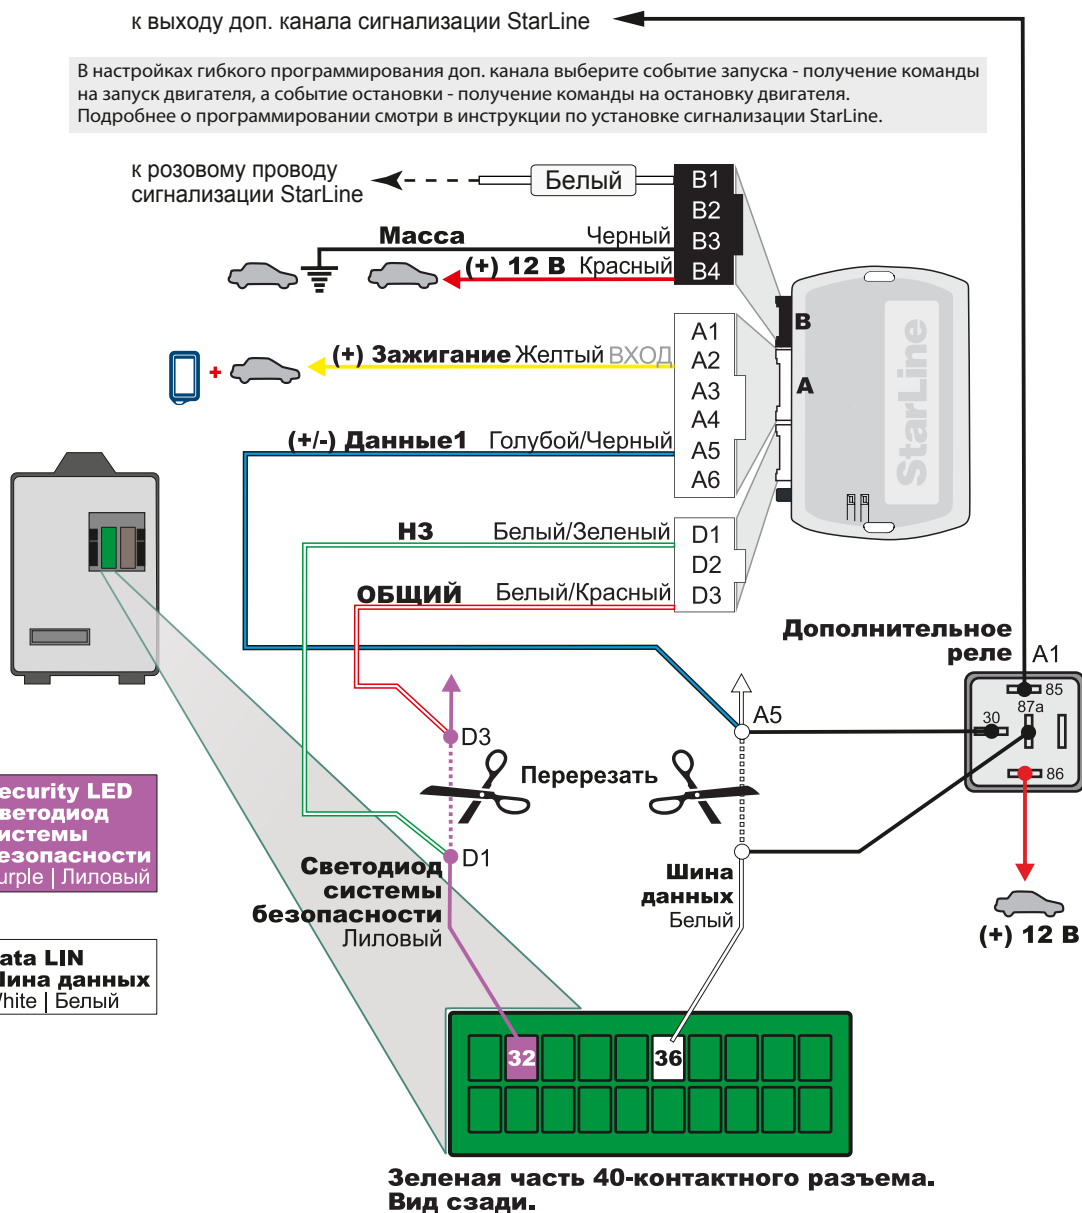 к выходу доп. канала сигнализации StarLine
В настройках гибкого программирования доп. канала выберите событие запуска - получение команды
на запуск двигателя, а событие остановки - получение команды на остановку двигателя.
Подробнее о программировании смотри в инструкции по установке сигнализации StarLine.
к розовому проводу
сигнализации StarLine
Белый
B1
B2
Масса Черный B3
(+) 12 В Красный B4
B
A
StarLine
A1
+ (+) Зажигание Желтый ВХОД A2
A3
A4
(+/-) Данные1 Голубой/Черный A5
A6
НЗ Белый/Зеленый D1
D2
ОБЩИЙ Белый/Красный D3
Дополнительное
реле A1
85
87a
30
86
(+) 12 В
D3
A5
Перерезать
D1
Светодиод
системы
безопасности
Лиловый
Шина
данных
Белый
ecurity LED
ветодиод
истемы
езопасности
urple | Лиловый
ata LIN
Шина данных
hite | Белый
32
36
Зеленая часть 40-контактного разъема.
Вид сзади.